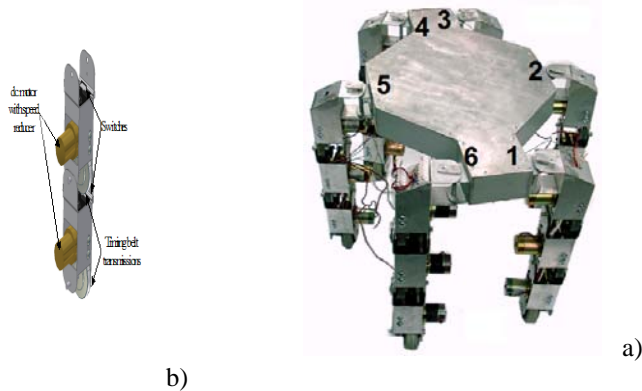 dc motor
with speed
reducer
Switches
Timing belt
transmissions
b)
4
3
2
5
6
1
a)